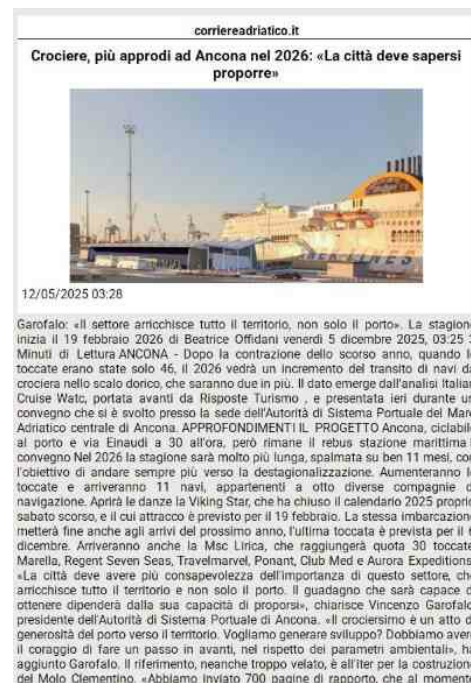 corriereadriatico.it
Crociere, più approdi ad Ancona nel 2026: «La città deve sapersi
proporre»
12/05/2025 03:28
Garofalo: «Il settore arricchisce tutto il territorio, non solo il porto». La stagione
inizia il 19 febbraio 2026 di Beatrice Offidani venerdì 5 dicembre 2025, 03:25
Minuti di Lettura ANCONA - Dopo la contrazione dello scorso anno, quando
toccate erano state solo 46, il 2026 vedrà un incremento del transito di navi da
crociera nello scalo dorico, che saranno due in più. Il dato emerge dall'analisi Italian
Cruise Watc, portata avanti da Risposte Turismo , e presentata ieri durante un
convegno che si è svolto presso la sede dell'Autorità di Sistema Portuale del Mare
Adriatico centrale di Ancona. APPROFONDIMENTI IL PROGETTO Ancona, ciclabile
al porto e via Einaudi a 30 all'ora, però rimane il rebus stazione marittima
convegno Nel 2026 la stagione sarà molto più lunga, spalmata su ben 11 mesi, con
l'obiettivo di andare sempre più verso la destagionalizzazione. Aumenteranno
toccate e arriveranno 11 navi, appartenenti a otto diverse compagnie
navigazione. Aprirà le danze la Viking Star, che ha chiuso il calendario 2025 proprio
sabato scorso, e il cui attracco è previsto per il 19 febbraio. La stessa imbarcazione
metterà fine anche agli arrivi del prossimo anno, l'ultima toccata è prevista per il
dicembre. Arriveranno anche la Msc Lirica, che raggiungerà quota 30 toccate,
Marella, Regent Seven Seas, Travelmarvel, Ponant, Club Med e Aurora Expeditions.
«La città deve avere più consapevolezza dell'importanza di questo settore, che
arricchisce tutto il territorio e non solo il porto. Il guadagno che sarà capace di
ottenere dipenderà dalla sua capacità di proporsi», chiarisce Vincenzo Garofalo,
presidente dell'Autorità di Sistema Portuale di Ancona. «Il crocierismo è un atto di
generosità del porto verso il territorio. Vogliamo generare sviluppo? Dobbiamo avere
il coraggio di fare un passo in avanti, nel rispetto dei parametri ambientali», ha
aggiunto Garofalo. Il riferimento, neanche troppo velato, è all'iter per la costruzione
del Molo Clementino. «Abbiamo inviato 700 pagine di rapporto, che al momento